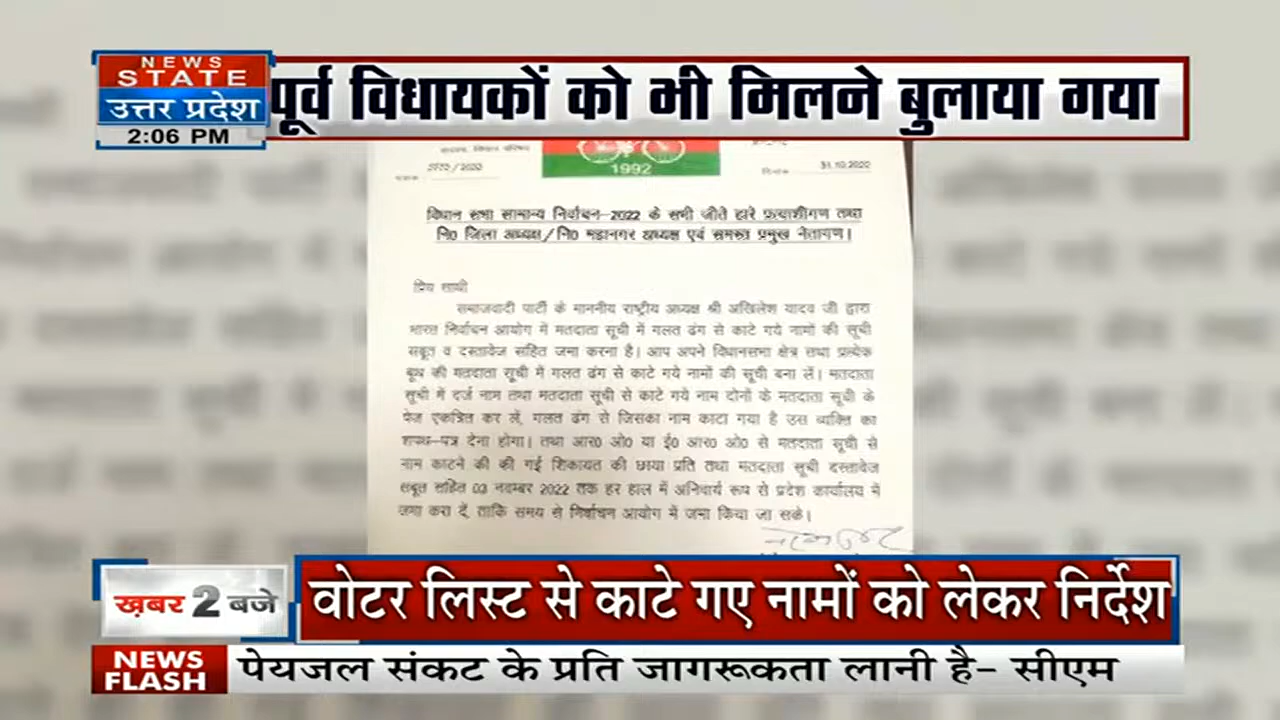 NEWS
STATE
उत्तर प्रदेश
2:06 PM
पूर्व विधायकों को भी मिलने बुलाया गया
1992
31.10.2022
विधान सभा सामान्य निर्वाचन-2022 के सभी जीते हारे प्रत्याशीगण तथा
नि0 जिला अध्यक्ष/नि0 महानगर अध्यक्ष एवं समस्त प्रमुख नेतागण।
प्रिय साथी
समाजवादी पार्टी के माननीय राष्ट्रीय अध्यक्ष श्री अखिलेश यादव जी द्वारा
भारत निर्वाचन आयोग में मतदाता सूची में गलत ढंग से काटे गये नामों की सूची
सबूत व दस्तावेज सहित जमा करना है। आप अपने विधानसभा क्षेत्र तथा प्रत्येक
बूथ की मतदाता सूची में गलत ढंग से काटे गये नामों की सूची बना लें। मतदाता
सूची में दर्ज नाम तथा मतदाता सूची से काटे गये नाम दोनों के मतदाता सूची के
पेज एकत्रित कर लें, गलत ढंग से जिसका नाम काटा गया है उस व्यक्ति का
शपथ-पत्र देना होगा। तथा आर0 ओ0 या ई0 आर0 ओ0 से मतदाता सूची से
नाम काटने की की गई शिकायत की छाया प्रति तथा मतदाता सूची दस्तावेज
सबूत सहित 03 नवम्बर 2022 तक हर हाल में अनिवार्य रूप से प्रदेश कार्यालय में
जमा करा दें, ताकि समय से निर्वाचन आयोग में जमा किया जा सके।
ख़बर 2 बजे
वोटर लिस्ट से काटे गए नामों को लेकर निर्देश
NEWS
FLASH
पेयजल संकट के प्रति जागरूकता लानी है- सीएम